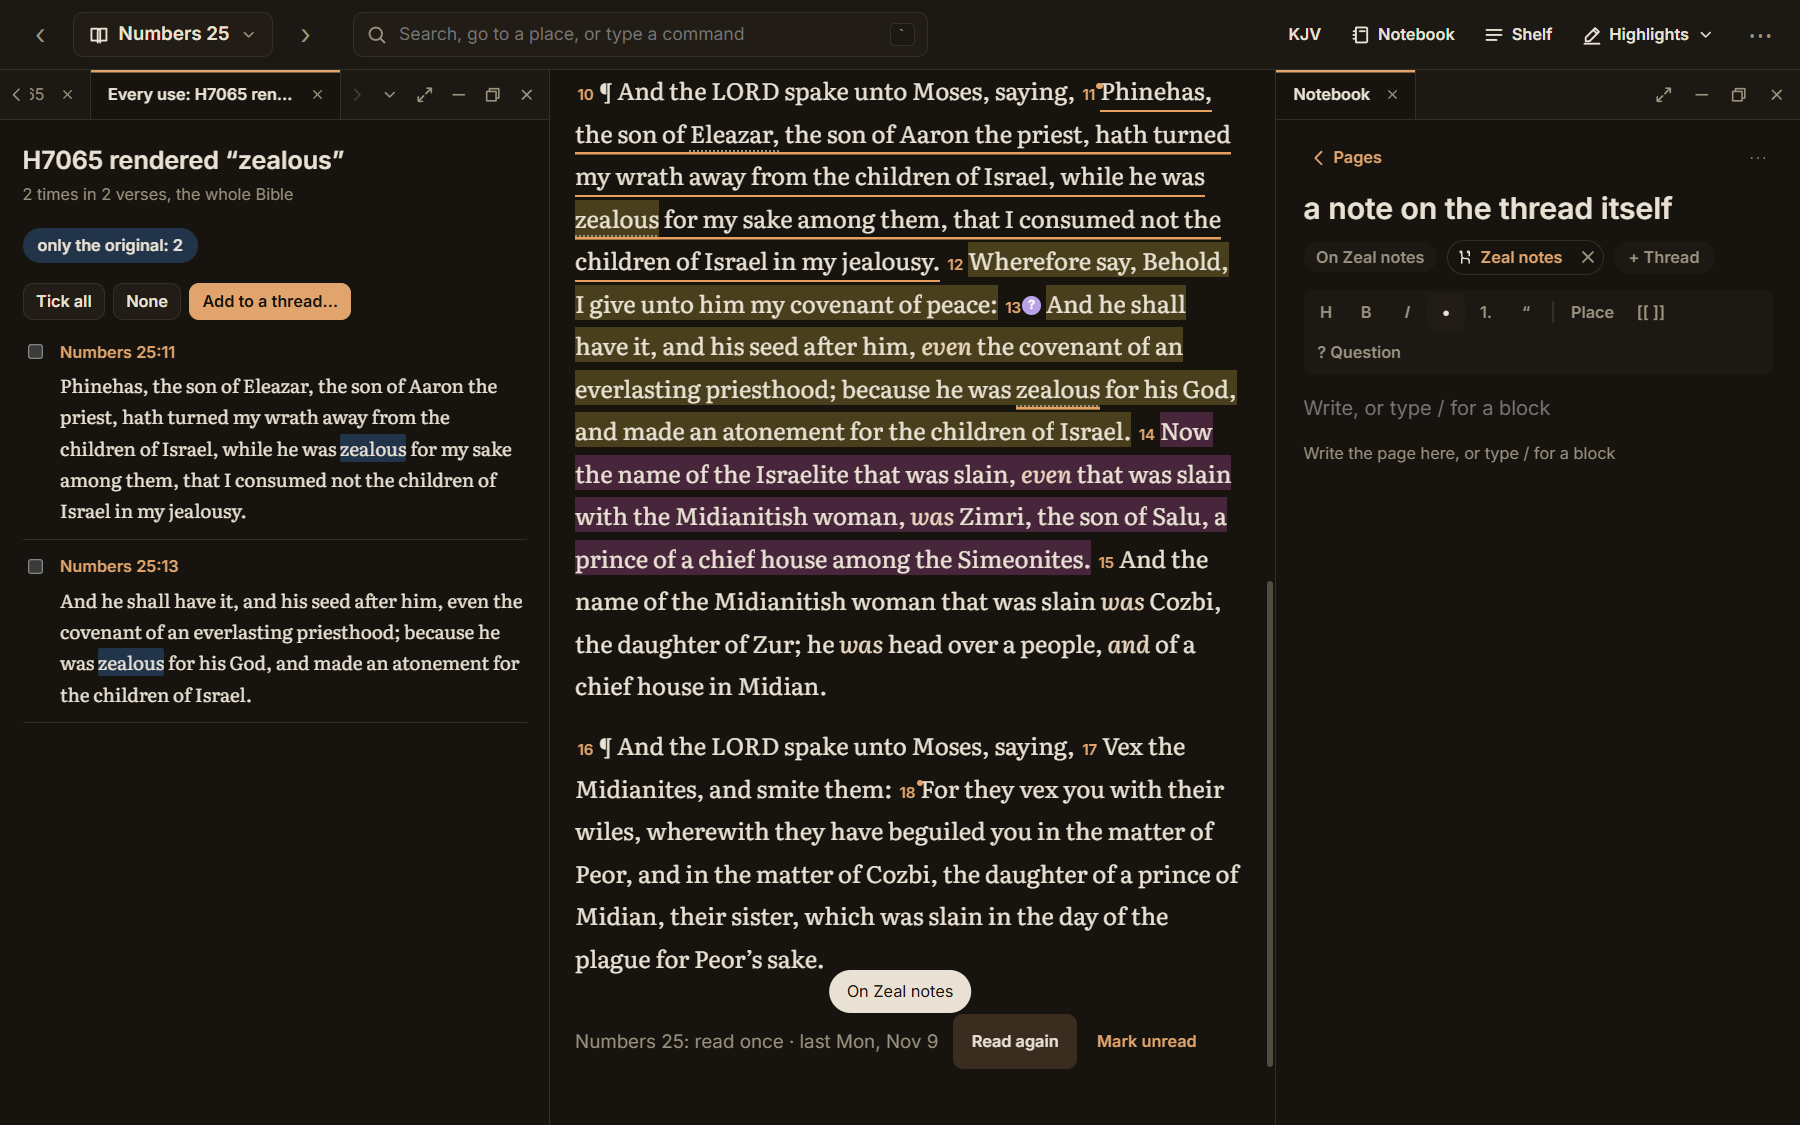 Numbers 25
Search, go to a place, or type a command
`
KJV
Notebook
Shelf
Highlights
35
Every use: H7065 ren...
H7065 rendered “zealous”
2 times in 2 verses, the whole Bible
only the original: 2
Tick all
None
Add to a thread...
Numbers 25:11
Phinehas, the son of Eleazar, the son of Aaron the
priest, hath turned my wrath away from the
children of Israel, while he was zealous for my sake
among them, that I consumed not the children of
Israel in my jealousy.
Numbers 25:13
And he shall have it, and his seed after him, even the
covenant of an everlasting priesthood; because he
was zealous for his God, and made an atonement for
the children of Israel.
10 ¶ And the LORD spake unto Moses, saying, 11 Phinehas,
the son of Eleazar, the son of Aaron the priest, hath turned
my wrath away from the children of Israel, while he was
zealous for my sake among them, that I consumed not the
children of Israel in my jealousy. 12 Wherefore say, Behold,
I give unto him my covenant of peace: 13 ? And he shall
have it, and his seed after him, even the covenant of an
everlasting priesthood; because he was zealous for his God,
and made an atonement for the children of Israel. 14 Now
the name of the Israelite that was slain, even that was slain
with the Midianitish woman, was Zimri, the son of Salu, a
prince of a chief house among the Simeonites. 15 And the
name of the Midianitish woman that was slain was Cozbi,
the daughter of Zur; he was head over a people, and of a
chief house in Midian.
16 ¶ And the LORD spake unto Moses, saying, 17 Vex the
Midianites, and smite them: 18 For they vex you with their
wiles, wherewith they have beguiled you in the matter of
Peor, and in the matter of Cozbi, the daughter of a prince of
Midian, their sister, which was slain in the day of the
plague for Peor’s sake.
On Zeal notes
Numbers 25: read once · last Mon, Nov 9
Read again
Mark unread
Notebook
Pages
a note on the thread itself
On Zeal notes
Zeal notes
+ Thread
H B I • 1. “ Place [[ ]]
? Question
Write, or type / for a block
Write the page here, or type / for a block